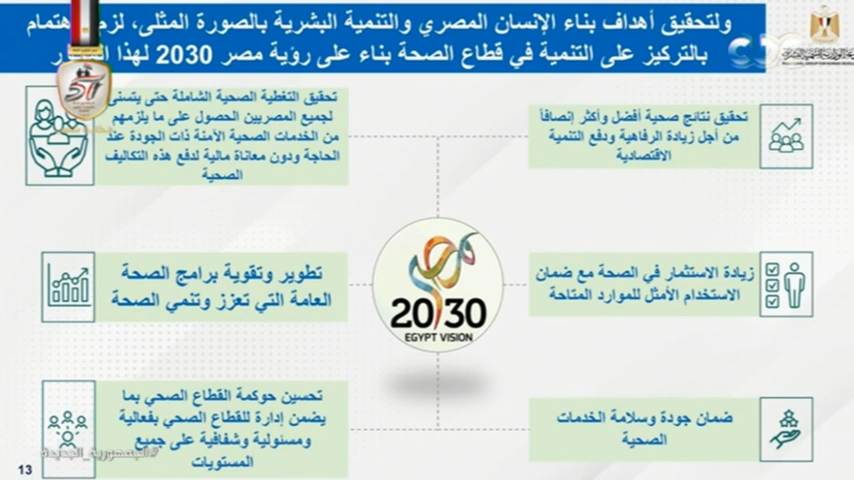 ولتحقيق أهداف بناء الإنسان المصري والتنمية البشرية بالصورة المثلى، لزم
بالتركيز على التنمية في قطاع الصحة بناء على رؤية مصر 2030 لهذا
تحقيق نتائج صحية أفضل وأكثر إنصافاً
من أجل زيادة الرفاهية ودفع التنمية
الاقتصادية
تحقيق التغطية الصحية الشاملة حتى يتسنى
لجميع المصريين الحصول على ما يلزمهم
من الخدمات الصحية الآمنة ذات الجودة عند
الحاجة ودون معاناة مالية لدفع هذه التكاليف
الصحية
زيادة الاستثمار في الصحة مع ضمان
الاستخدام الأمثل للموارد المتاحة
تطوير وتقوية برامج الصحة
العامة التي تعزز وتنمي الصحة
مصر
2030
EGYPT VISION
ضمان جودة وسلامة الخدمات
الصحية
تحسين حوكمة القطاع الصحي بما
يضمن إدارة للقطاع الصحي بفعالية
ومسئولية وشفافية على جميع
المستويات
#الجمهورية_الجديدة
13